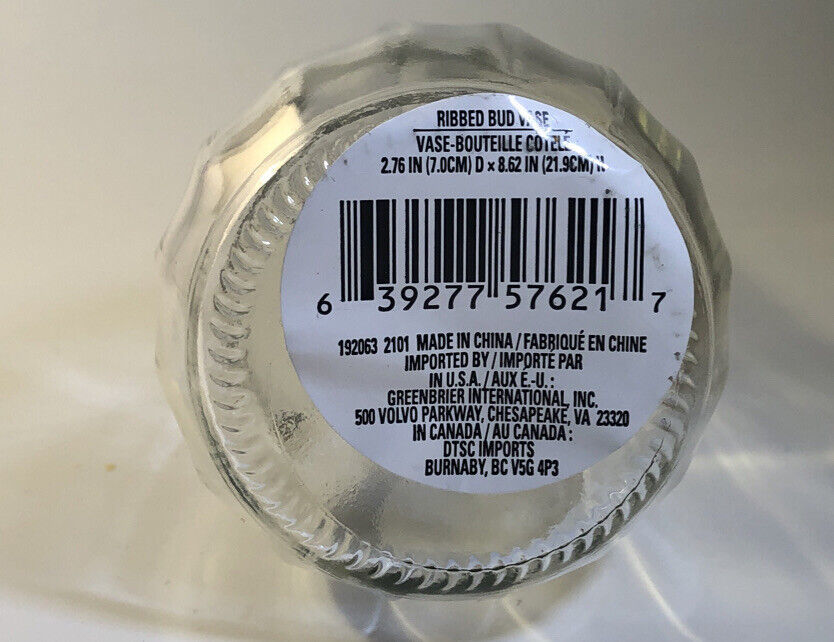 RIBBED BUD VASE
VASE-BOUTEILLE CÔTELÉ
2.76 IN (7.0CM) D × 8.62 IN (21.9CM) H
6 39277 57621 7
192063 2101 MADE IN CHINA / FABRIQUÉ EN CHINE
IMPORTED BY / IMPORTÉ PAR
IN U.S.A. / AUX É.-U. :
GREENBRIER INTERNATIONAL, INC.
500 VOLVO PARKWAY, CHESAPEAKE, VA 23320
IN CANADA / AU CANADA :
DTSC IMPORTS
BURNABY, BC V5G 4P3